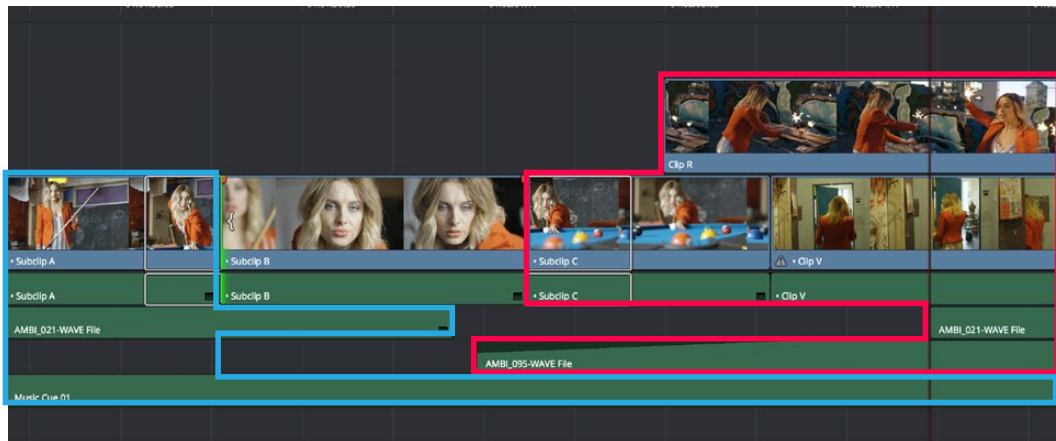 Clip R
• Subclip A
• Subclip B
• Subclip C
• Clip V
• Subclip A
• Subclip B
• Subclip C
• Clip V
AMBI_021-WAVE File
AMBI_021-WAVE File
AMBI_095-WAVE File
Music Cue 01